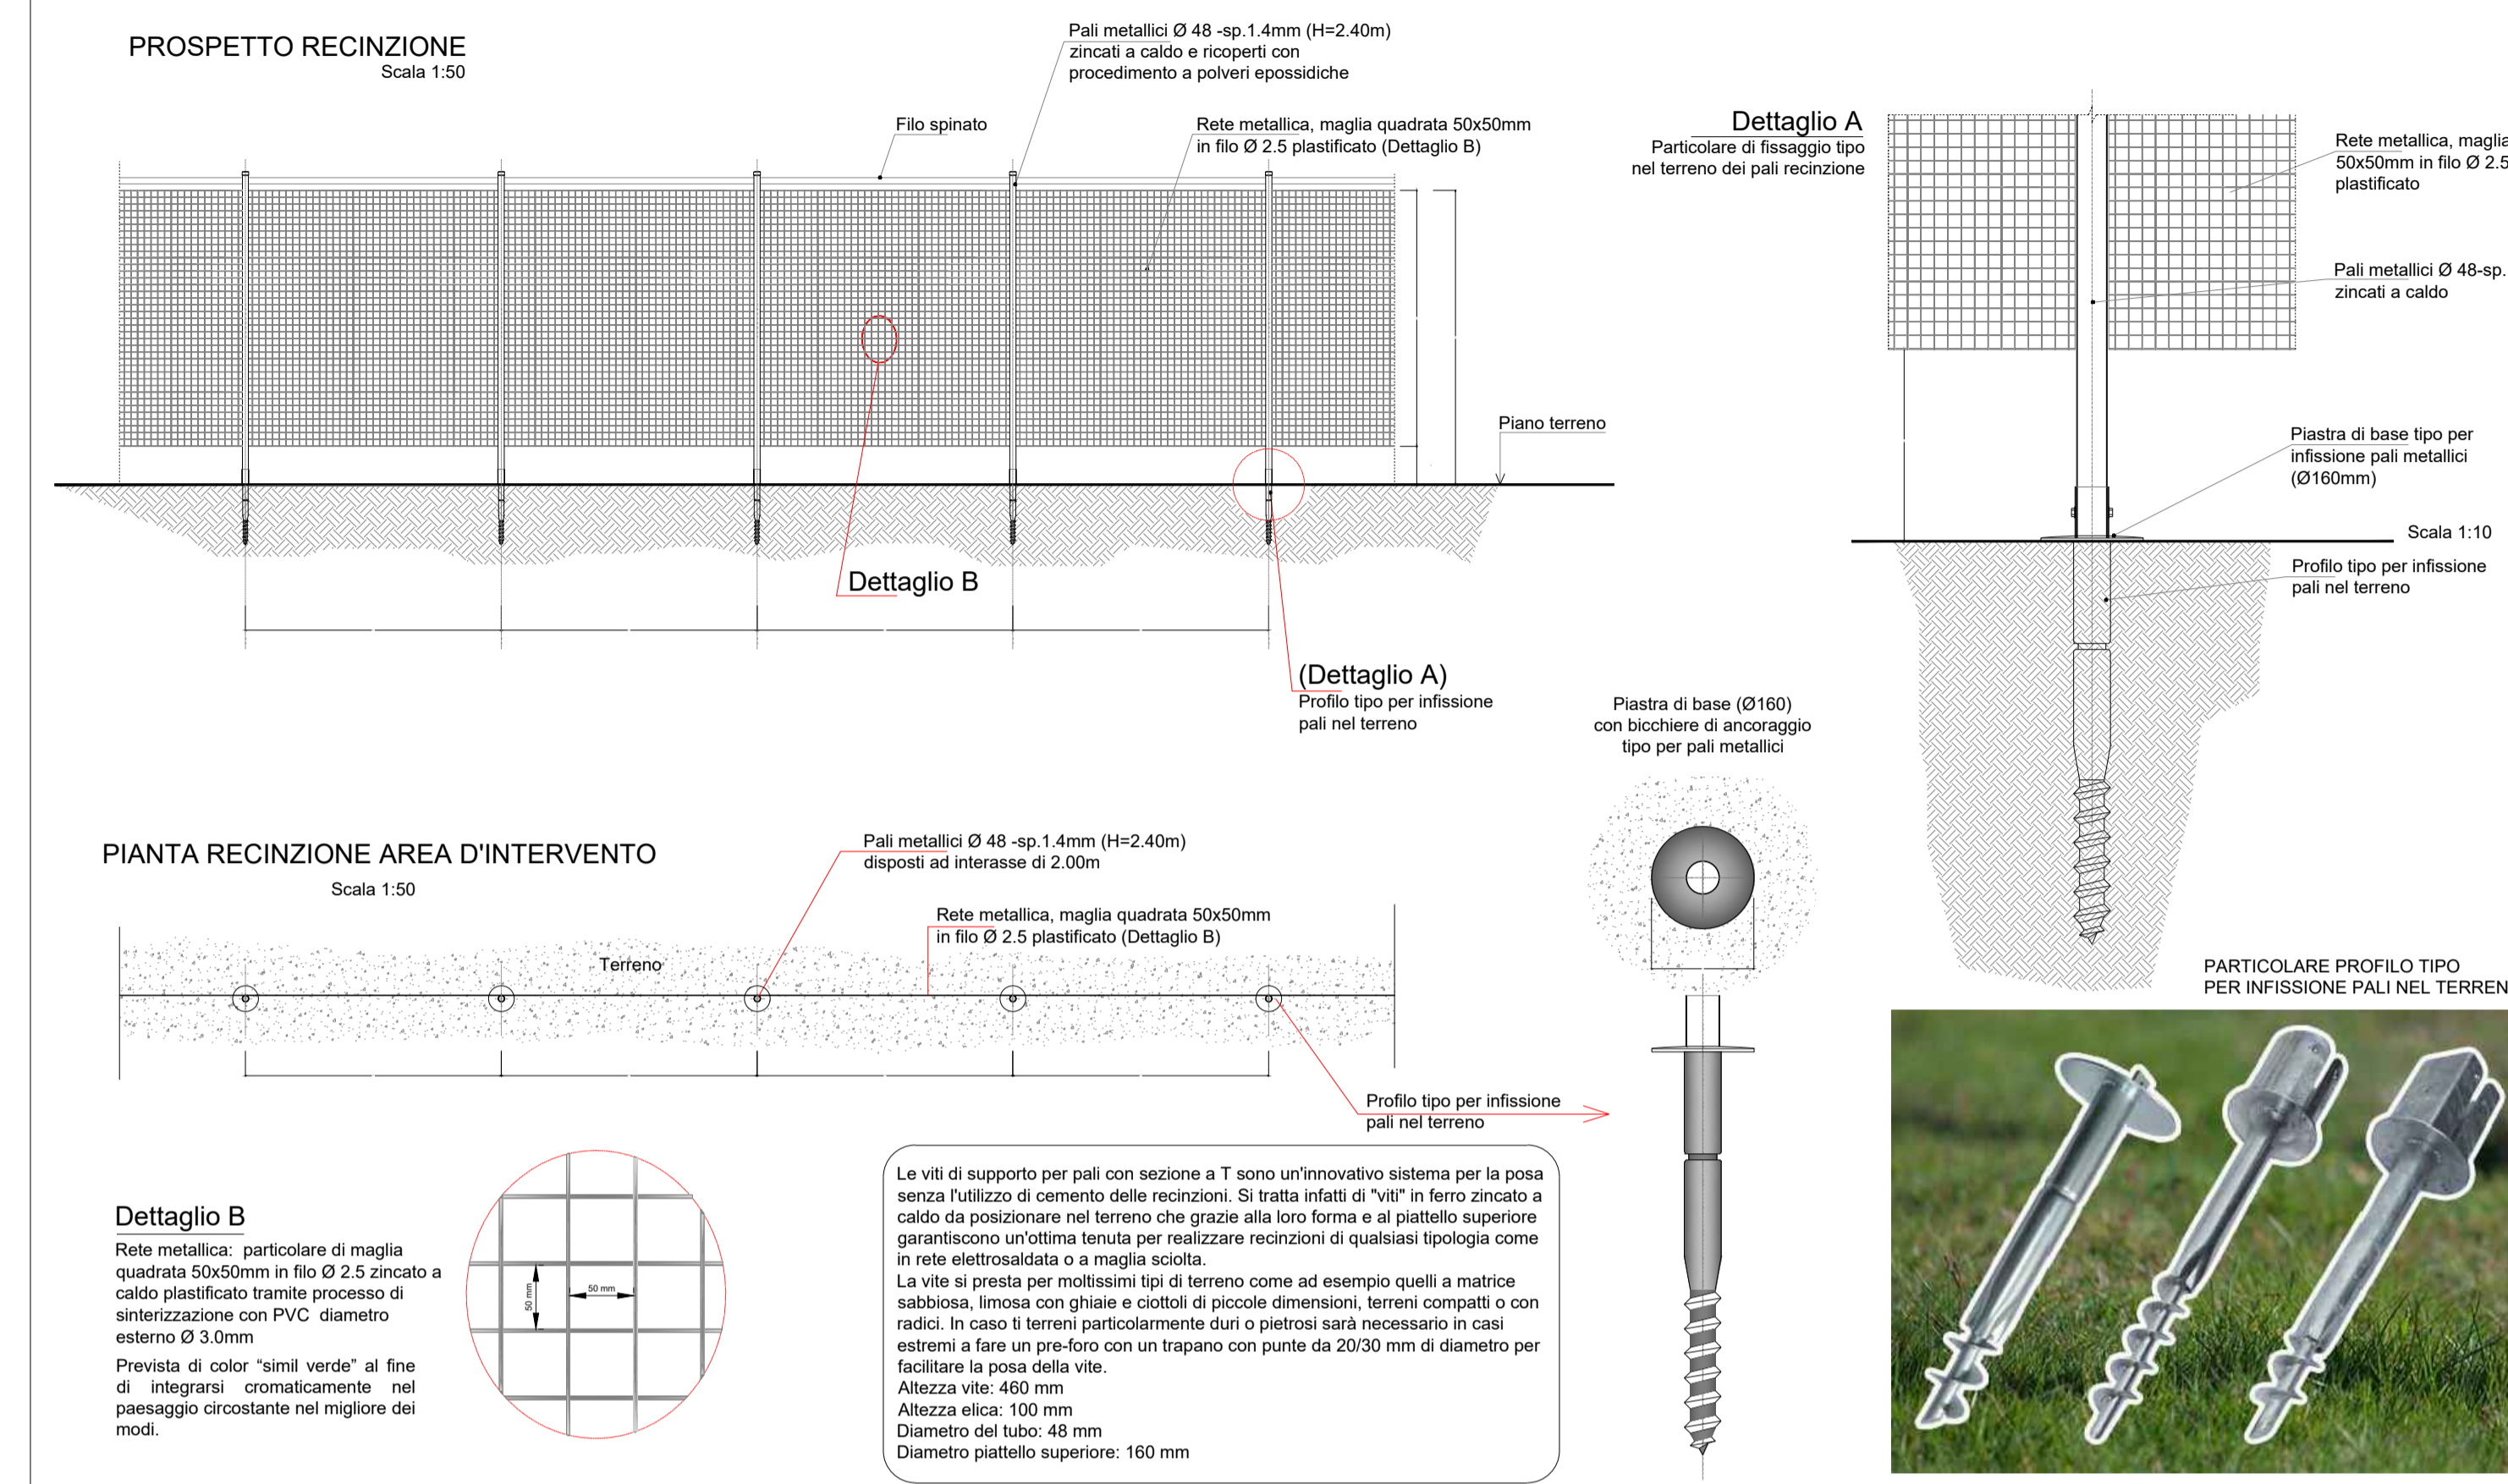 PROSPETTO RECINZIONE
Scala 1:50
Pali metallici Ø 48 -sp.1.4mm (H=2.40m)
zincati a caldo e ricoperti con
procedimento a polveri epossidiche
Filo spinato
Rete metallica, maglia quadrata 50x50mm
in filo Ø 2.5 plastificato (Dettaglio B)
Piano terreno
Dettaglio B
(Dettaglio A)
Profilo tipo per infissione
pali nel terreno
Dettaglio A
Particolare di fissaggio tipo
nel terreno dei pali recinzione
Rete metallica, maglia
50x50mm in filo Ø 2.5
plastificato
Pali metallici Ø 48-sp.
zincati a caldo
Piastra di base tipo per
infissione pali metallici
(Ø160mm)
Scala 1:10
Profilo tipo per infissione
pali nel terreno
Piastra di base (Ø160)
con bicchiere di ancoraggio
tipo per pali metallici
PIANTA RECINZIONE AREA D'INTERVENTO
Scala 1:50
Pali metallici Ø 48 -sp.1.4mm (H=2.40m)
disposti ad interasse di 2.00m
Rete metallica, maglia quadrata 50x50mm
in filo Ø 2.5 plastificato (Dettaglio B)
Terreno
Profilo tipo per infissione
pali nel terreno
PARTICOLARE PROFILO TIPO
PER INFISSIONE PALI NEL TERREN
Dettaglio B
Rete metallica: particolare di maglia
quadrata 50x50mm in filo Ø 2.5 zincato a
caldo plastificato tramite processo di
sinterizzazione con PVC diametro
esterno Ø 3.0mm
Prevista di color “simil verde” al fine
di integrarsi cromaticamente nel
paesaggio circostante nel migliore dei
modi.
50 mm
50 mm
Le viti di supporto per pali con sezione a T sono un'innovativo sistema per la posa
senza l'utilizzo di cemento delle recinzioni. Si tratta infatti di "viti" in ferro zincato a
caldo da posizionare nel terreno che grazie alla loro forma e al piattello superiore
garantiscono un'ottima tenuta per realizzare recinzioni di qualsiasi tipologia come
in rete elettrosaldata o a maglia sciolta.
La vite si presta per moltissimi tipi di terreno come ad esempio quelli a matrice
sabbiosa, limosa con ghiaie e ciottoli di piccole dimensioni, terreni compatti o con
radici. In caso ti terreni particolarmente duri o pietrosi sarà necessario in casi
estremi a fare un pre-foro con un trapano con punte da 20/30 mm di diametro per
facilitare la posa della vite.
Altezza vite: 460 mm
Altezza elica: 100 mm
Diametro del tubo: 48 mm
Diametro piattello superiore: 160 mm